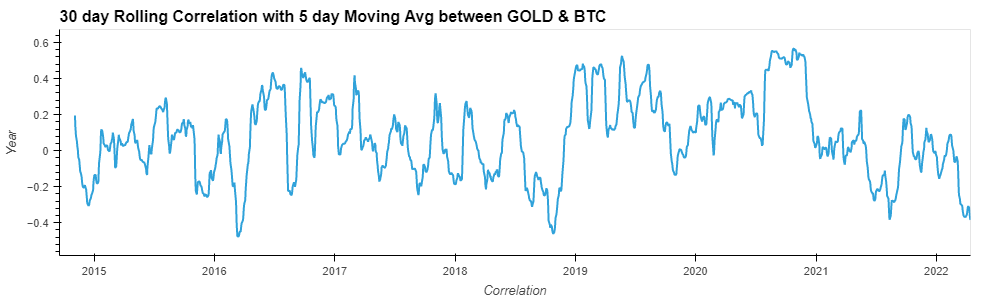 30 day Rolling Correlation with 5 day Moving Avg between GOLD & BTC
0.6
0.4
0.2
0
−0.2
−0.4
Year
2015 2016 2017 2018 2019 2020 2021 2022
Correlation